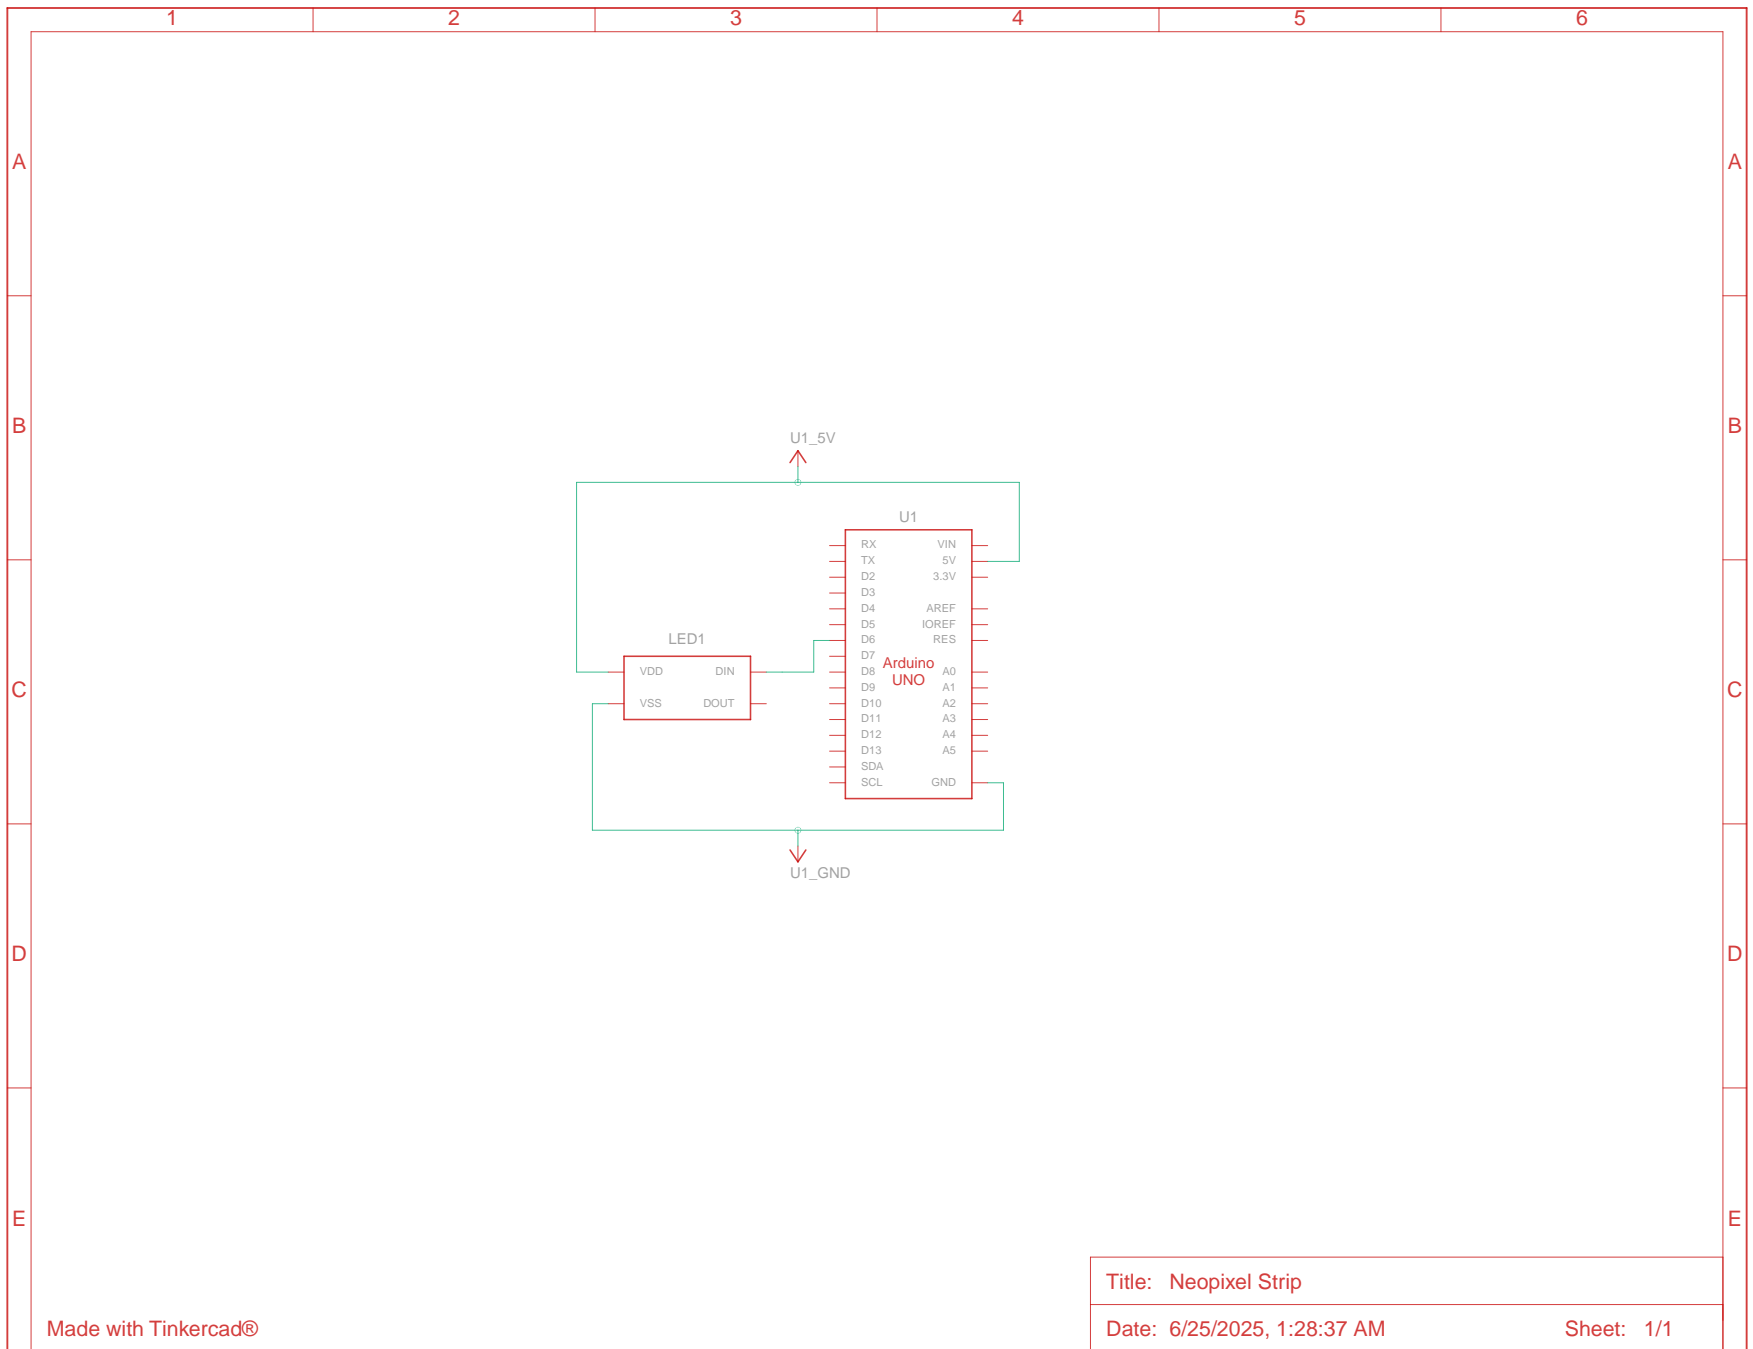 1 2 3 4 5 6
A A
B B
U1_5V
U1
RX VIN
TX 5V
D2 3.3V
D3
D4 AREF
D5 IOREF
D6 RES
LED1
D7
Arduino
UNO
VDD DIN
D8 A0
C C
D9 A1
VSS DOUT
D10 A2
D11 A3
D12 A4
D13 A5
SDA
SCL GND
U1_GND
D D
E E
Title: Neopixel Strip
Made with Tinkercad®
Date: 6/25/2025, 1:28:37 AM Sheet: 1/1